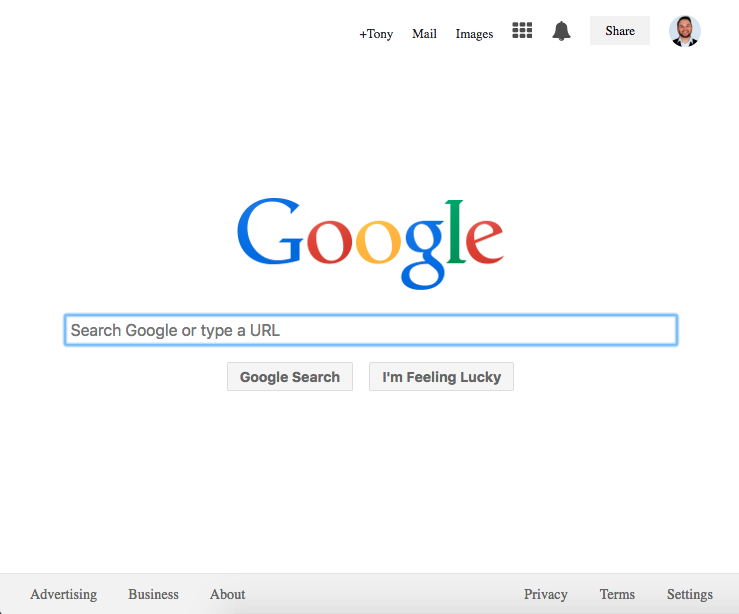 +Tony Mail Images Share
Google
Search Google or type a URL
Google Search I'm Feeling Lucky
Advertising Business About Privacy Terms Settings